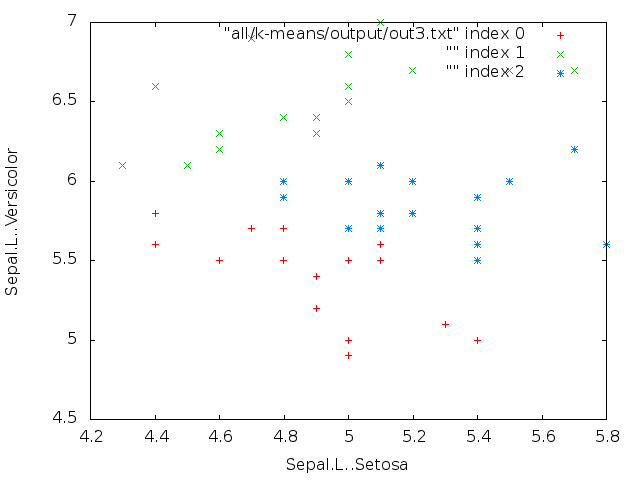 "all/k-means/output/out3.txt" index 0
"" index 1
"" index 2
7
6.5
6
5.5
5
4.5
4.2 4.4 4.6 4.8 5 5.2 5.4 5.6 5.8
Sepal.L..Versicolor
Sepal.L..Setosa